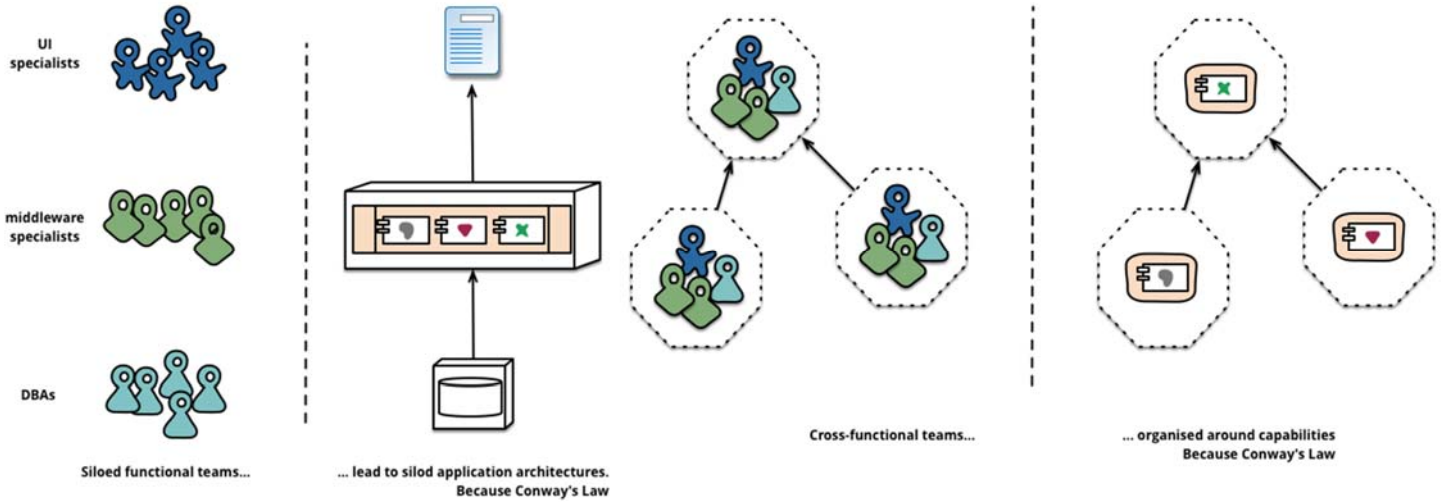 UI
specialists
middleware
specialists
DBAs
Siloed functional teams...
... lead to silod application architectures.
Because Conway's Law
Cross-functional teams...
... organised around capabilities
Because Conway's Law